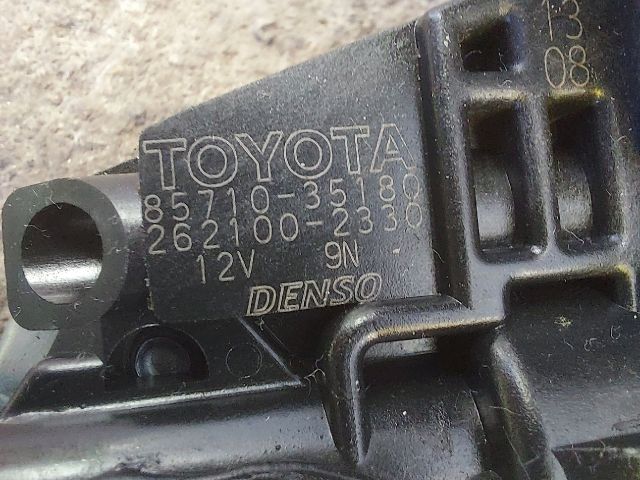 13
08
TOYOTA
85710-35180
262100-2330
12V 9N -
DENSO